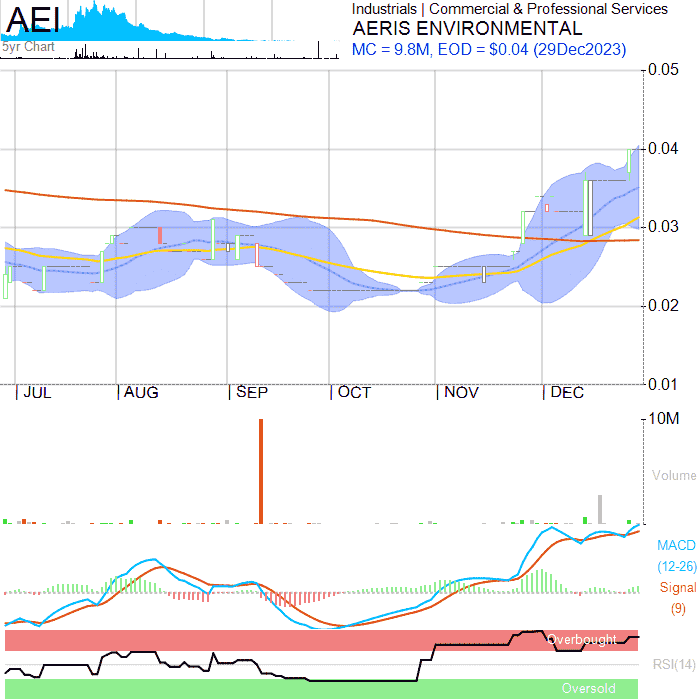 AEI
5yr Chart
Industrials | Commercial & Professional Services
AERIS ENVIRONMENTAL
MC = 9.8M, EOD = $0.04 (29Dec2023)
0.05
0.04
0.03
0.02
0.01
JUL AUG SEP OCT NOV DEC
10M
Volume
MACD
(12-26)
Signal
(9)
Overbought
RSI(14)
Oversold